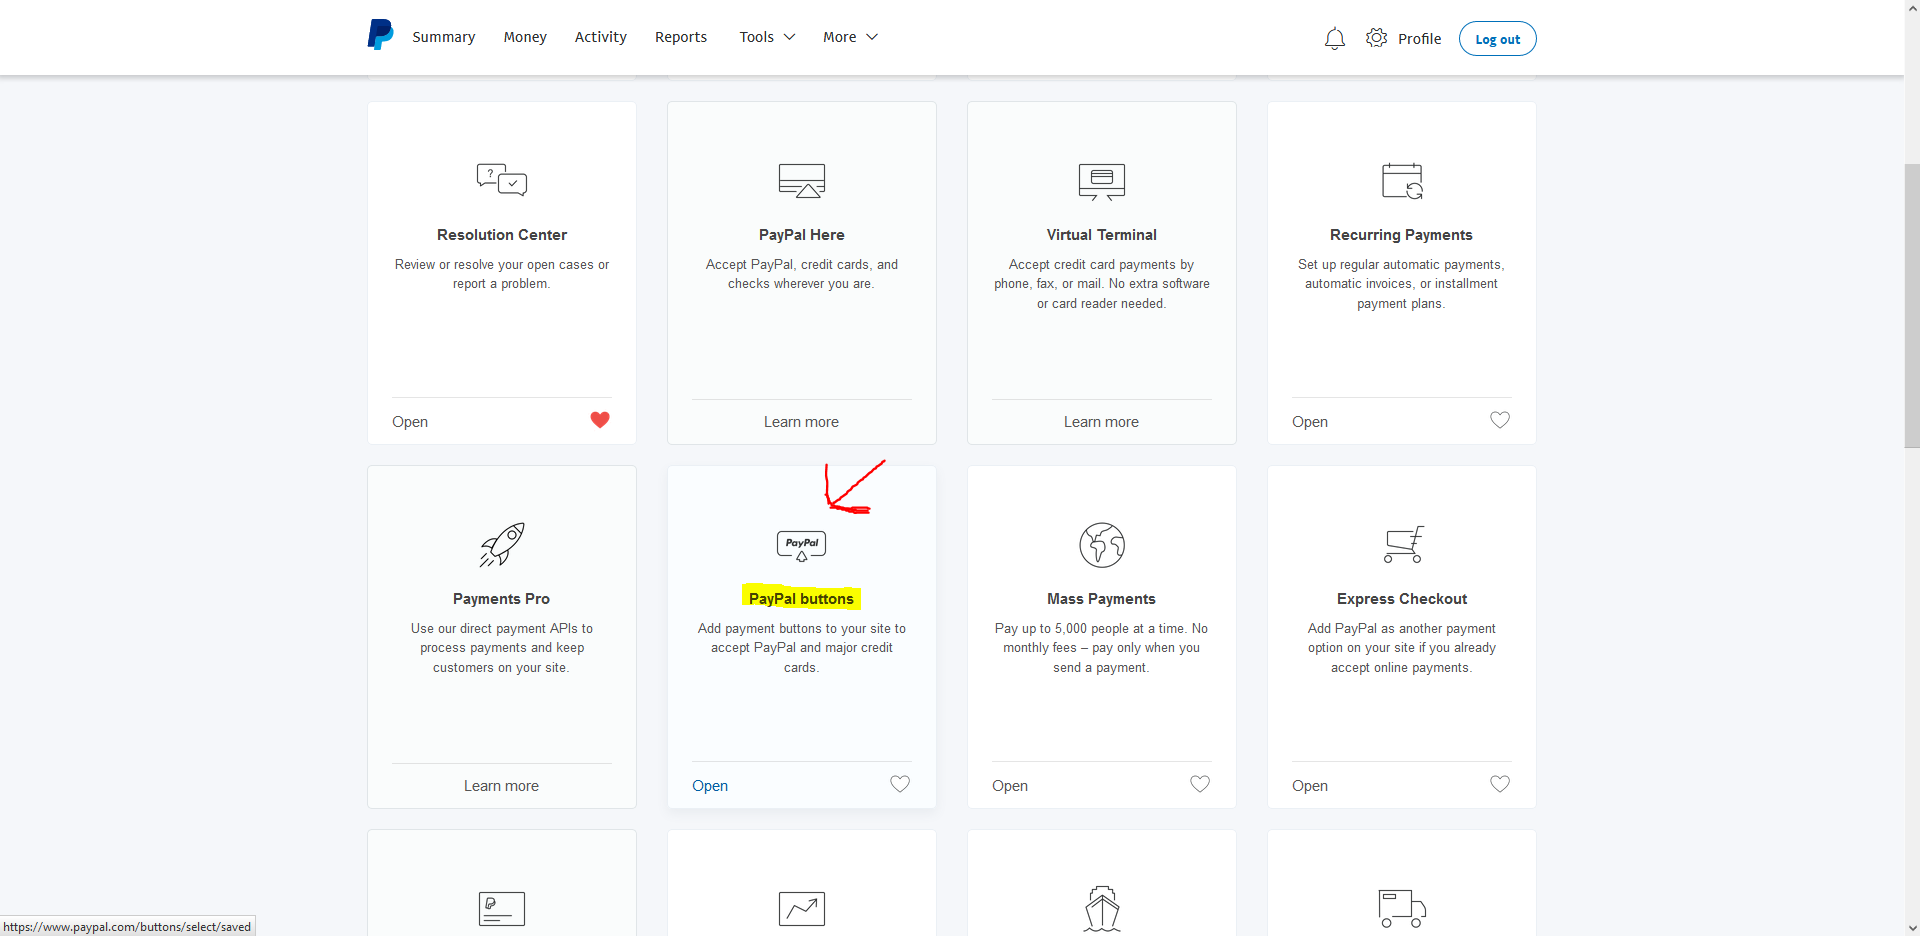 Summary Money Activity Reports Tools More Profile Log out
Resolution Center
Review or resolve your open cases or
report a problem.
Open
PayPal Here
Accept PayPal, credit cards, and
checks wherever you are.
Learn more
Virtual Terminal
Accept credit card payments by
phone, fax, or mail. No extra software
or card reader needed.
Learn more
Recurring Payments
Set up regular automatic payments,
automatic invoices, or installment
payment plans.
Open
Payments Pro
Use our direct payment APIs to
process payments and keep
customers on your site.
Learn more
PayPal
PayPal buttons
Add payment buttons to your site to
accept PayPal and major credit
cards.
Open
Mass Payments
Pay up to 5,000 people at a time. No
monthly fees – pay only when you
send a payment.
Open
Express Checkout
Add PayPal as another payment
option on your site if you already
accept online payments.
Open
https://www.paypal.com/buttons/select/saved